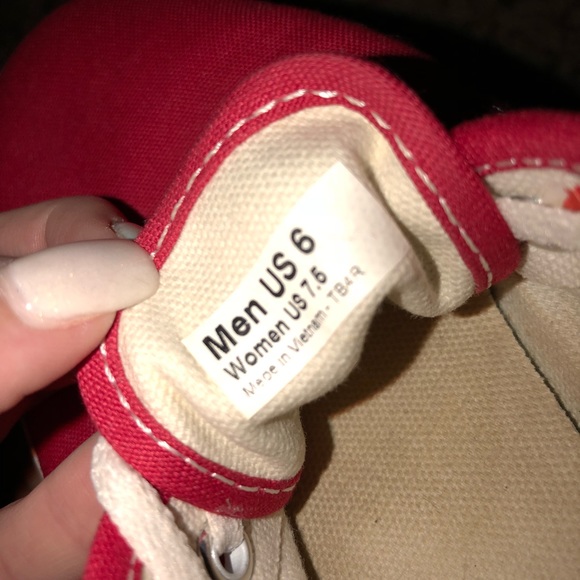 Men US 6
Women US 7.5
Made in Vietnam - TB4R